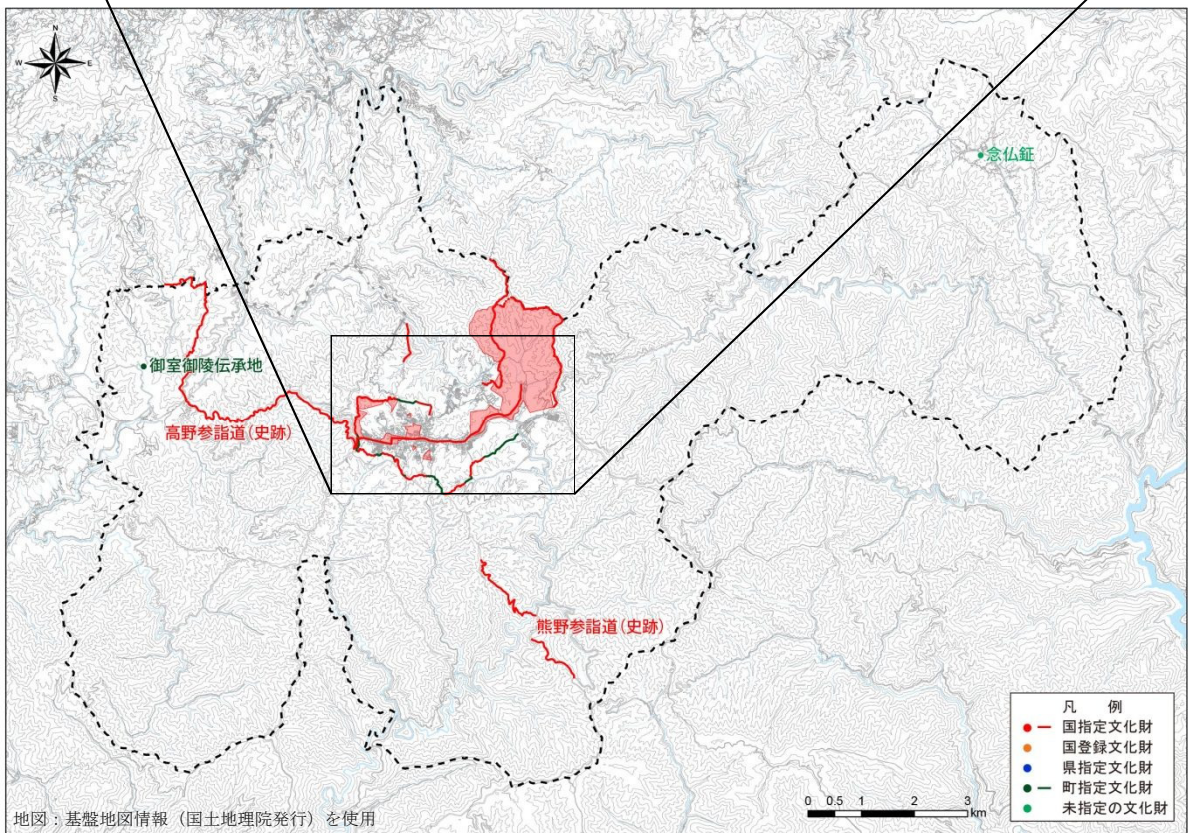 N
W E
S
念仏鉦
御室御陵伝承地
高野参詣道(史跡)
熊野参詣道(史跡)
凡 例
国指定文化財
国登録文化財
県指定文化財
町指定文化財
未指定の文化財
0 0.5 1 2 3
km
地図:基盤地図情報(国土地理院発行)を使用